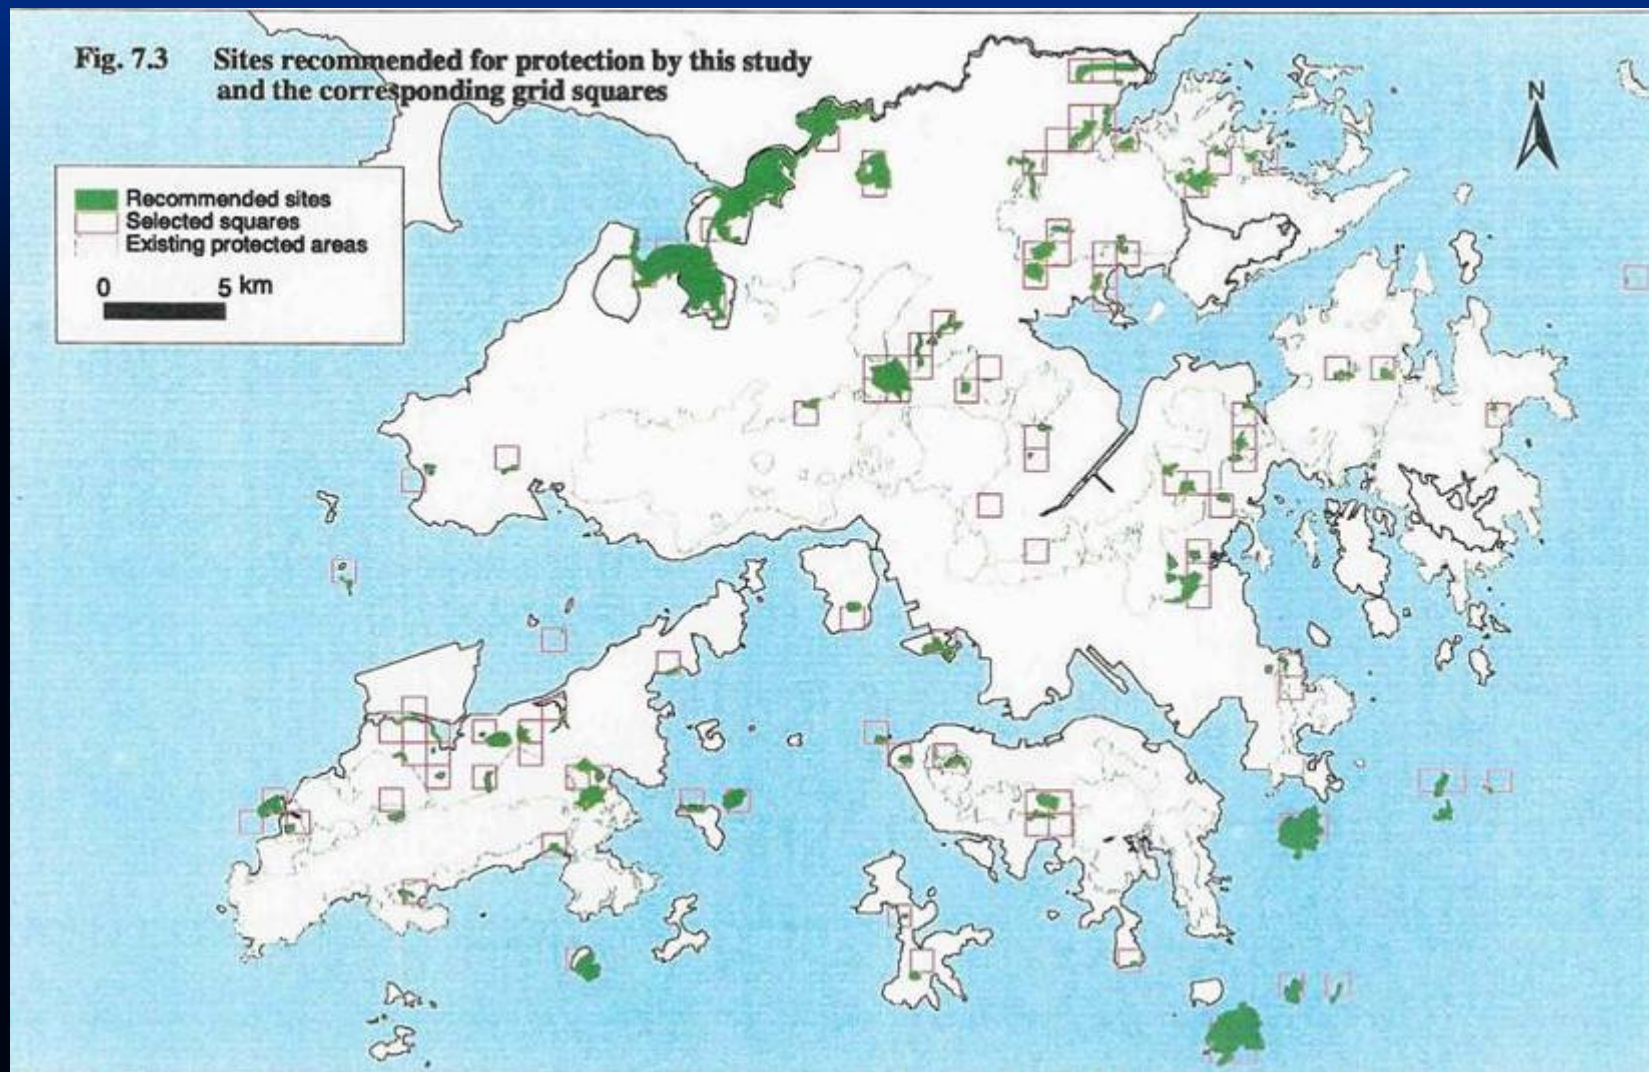 Fig. 7.3 Sites recommended for protection by this study
and the corresponding grid squares
Recommended sites
Selected squares
Existing protected areas
0 5 km
N